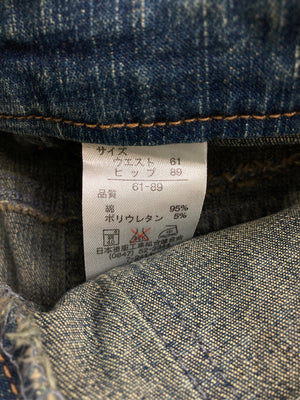 サイズ
ウエスト 61
ヒップ 89
61-89
品質
綿 95%
ポリウレタン 5%